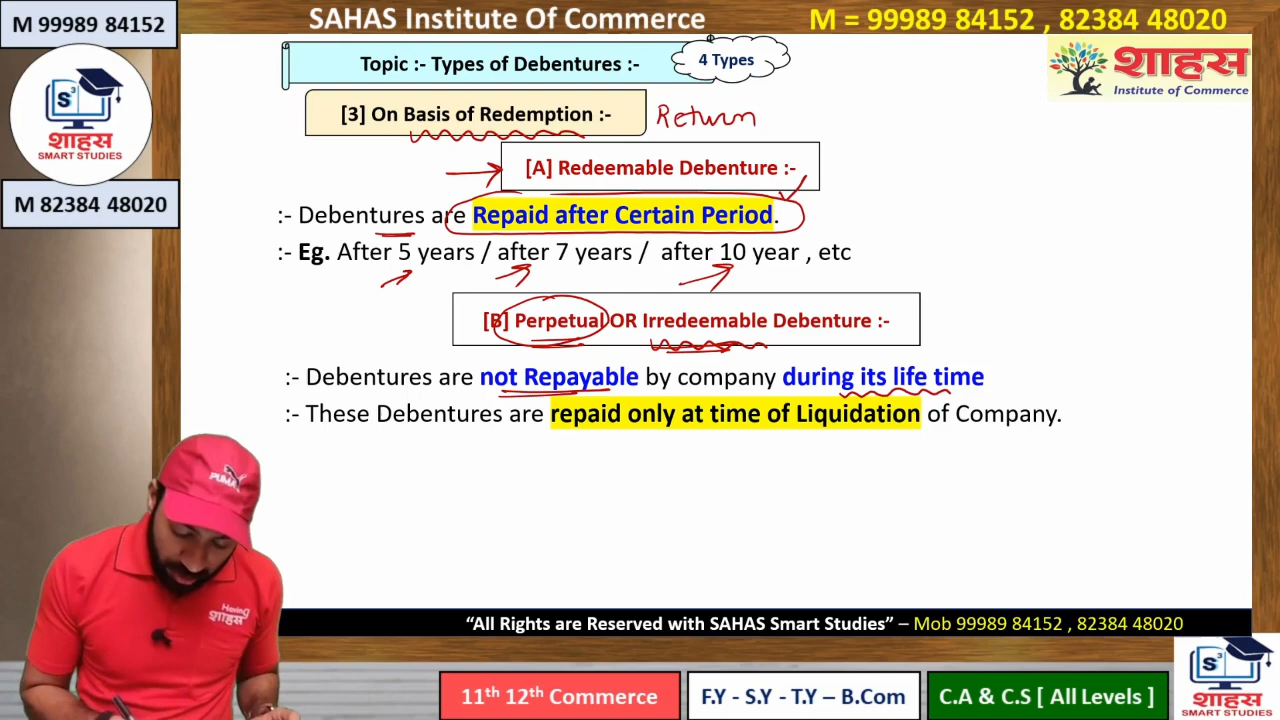 M 99989 84152
SAHAS Institute Of Commerce
M = 99989 84152 , 82384 48020
Topic :- Types of Debentures :-
4 Types
शाहस
Institute of Commerce
S³
शाहस
SMART STUDIES
M 82384 48020
[3] On Basis of Redemption :-
Return
[A] Redeemable Debenture :-
:- Debentures are Repaid after Certain Period.
:- Eg. After 5 years / after 7 years / after 10 year , etc
[B] Perpetual OR Irredeemable Debenture :-
:- Debentures are not Repayable by company during its life time
:- These Debentures are repaid only at time of Liquidation of Company.
PUMA
शाहस
“All Rights are Reserved with SAHAS Smart Studies” – Mob 99989 84152 , 82384 48020
11th 12th Commerce
F.Y - S.Y - T.Y – B.Com
C.A & C.S [ All Levels ]
S³
शाहस
SMART STUDIES